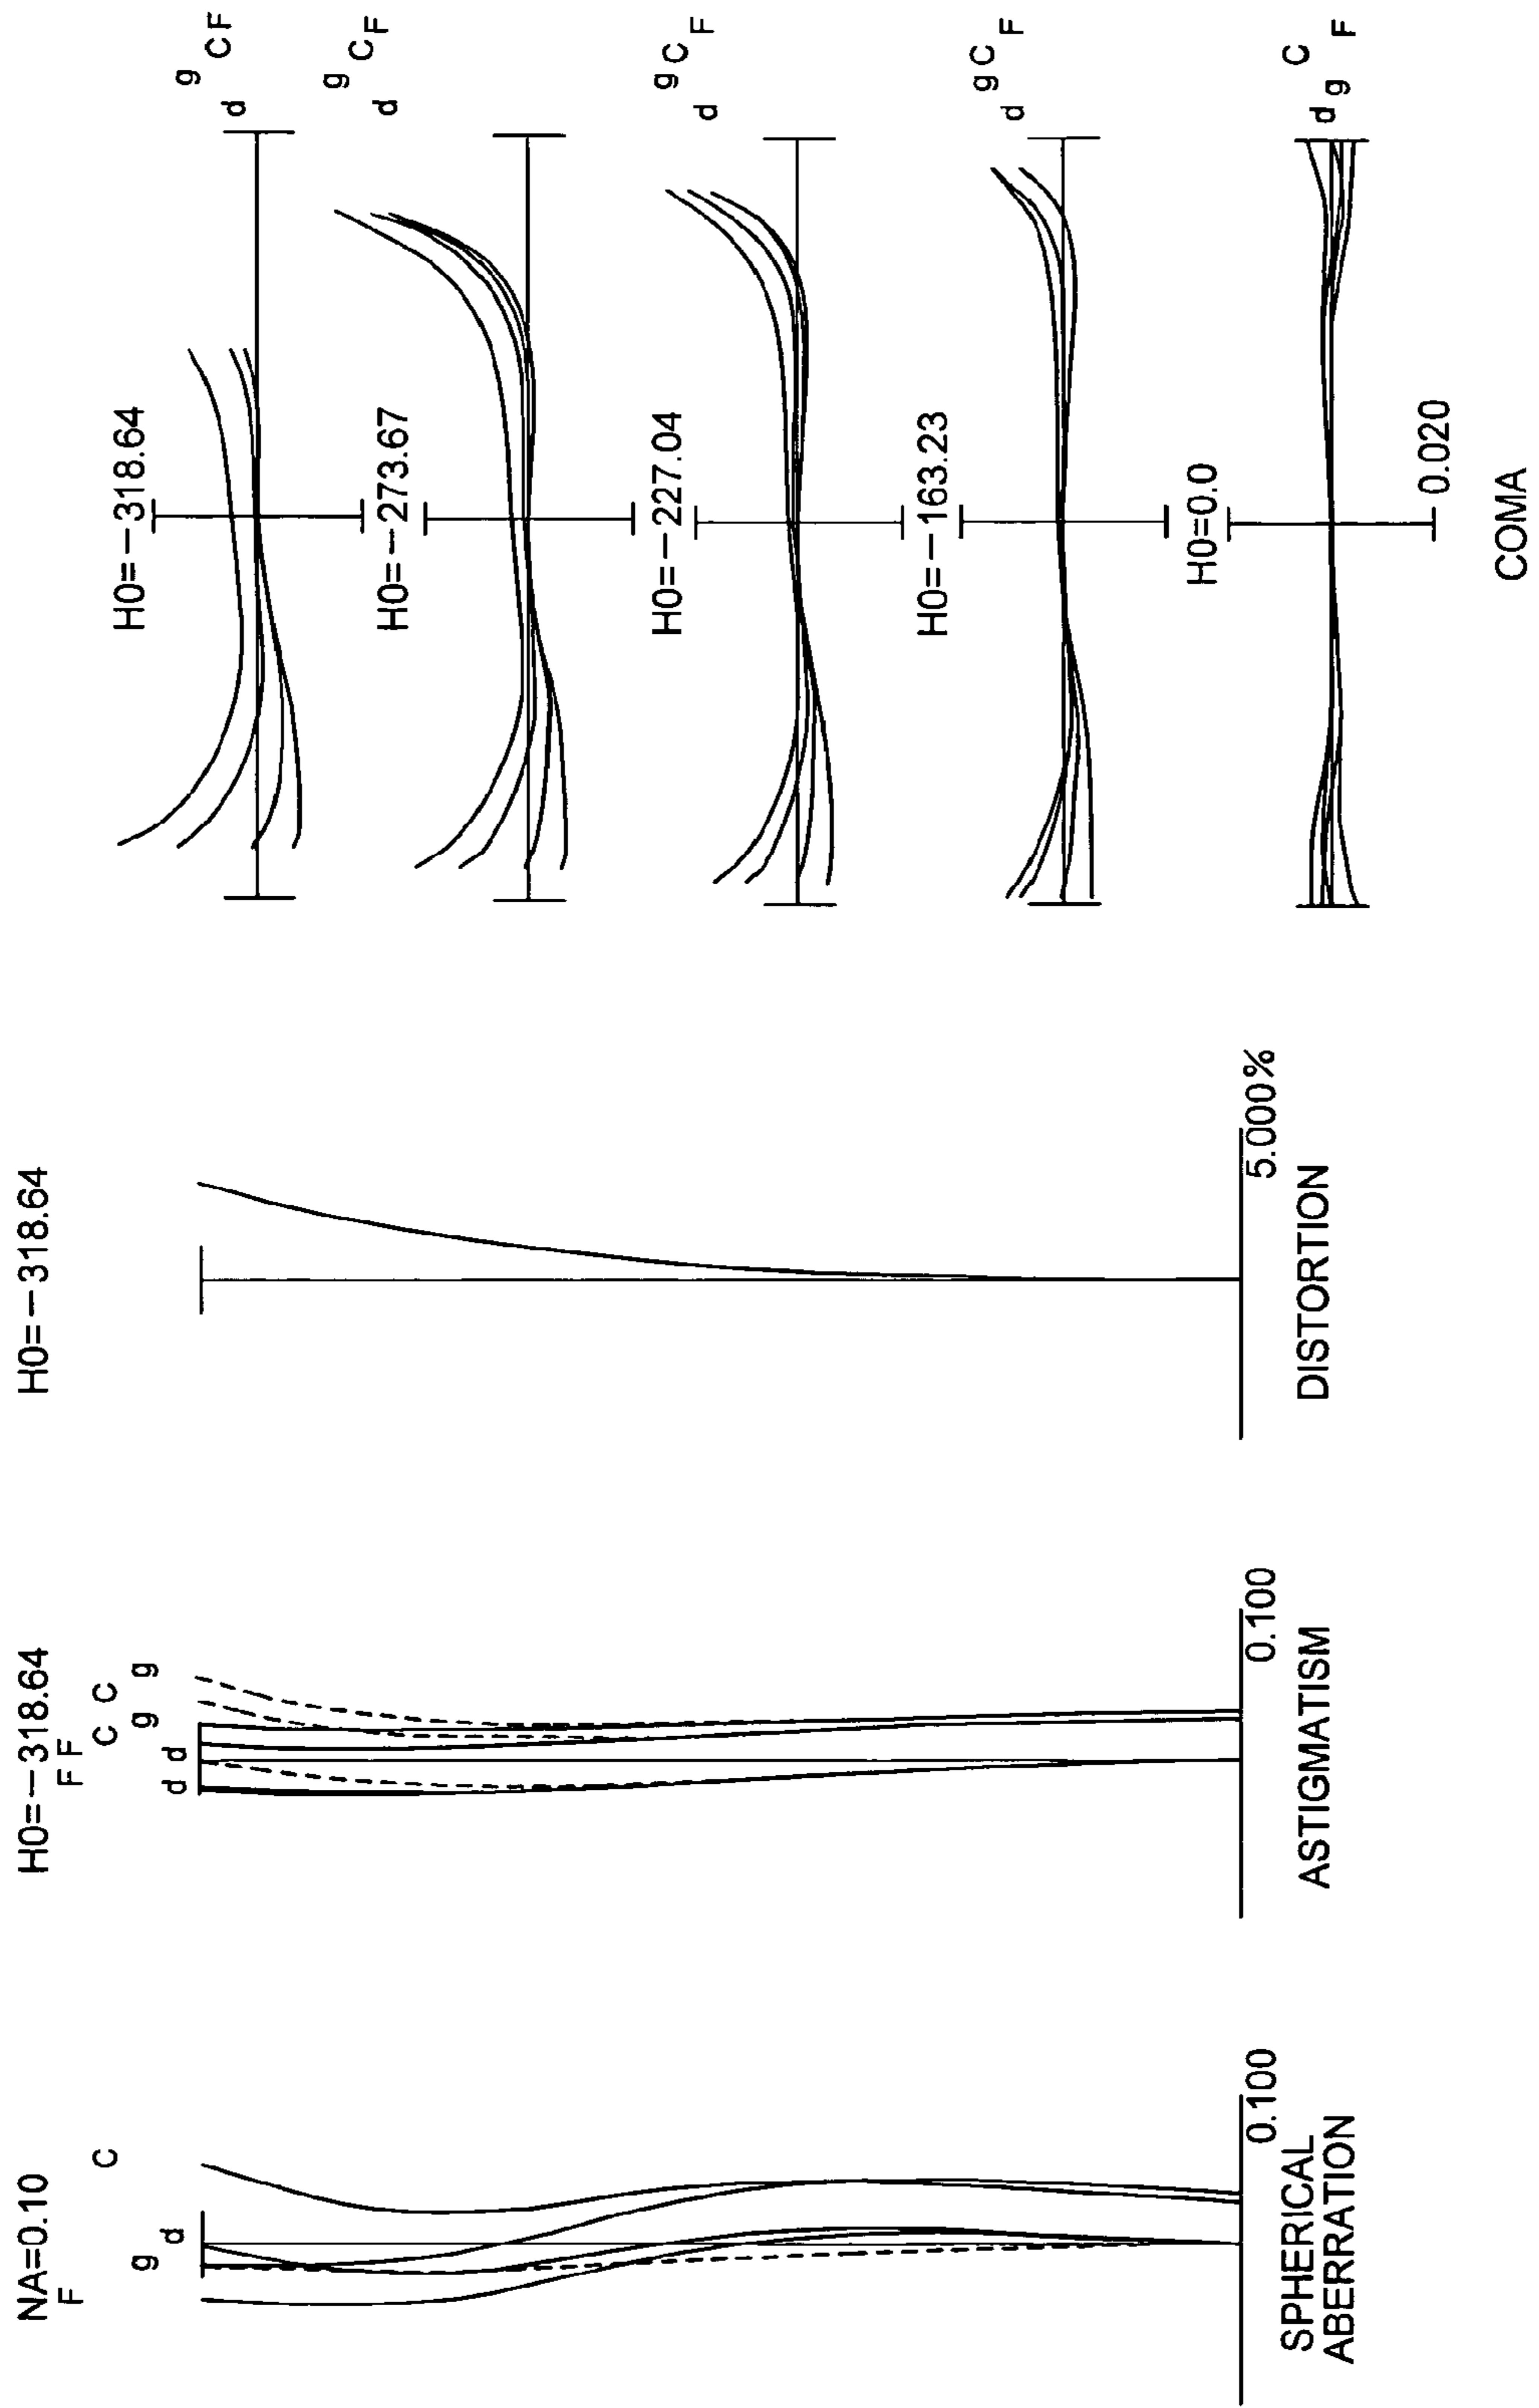 NA=0.10
F
g
d
C
0.100
SPHERICAL
ABERRATION
H0=−318.64
F F
d d
C g
C g
0.100
ASTIGMATISM
H0=−318.64
5.000%
DISTORTION
H0=−318.64
d g C F
H0=−273.67
d g C F
H0=−227.04
d g C F
H0=−163.23
d g C F
H0=0.0
d g C F
0.020
COMA